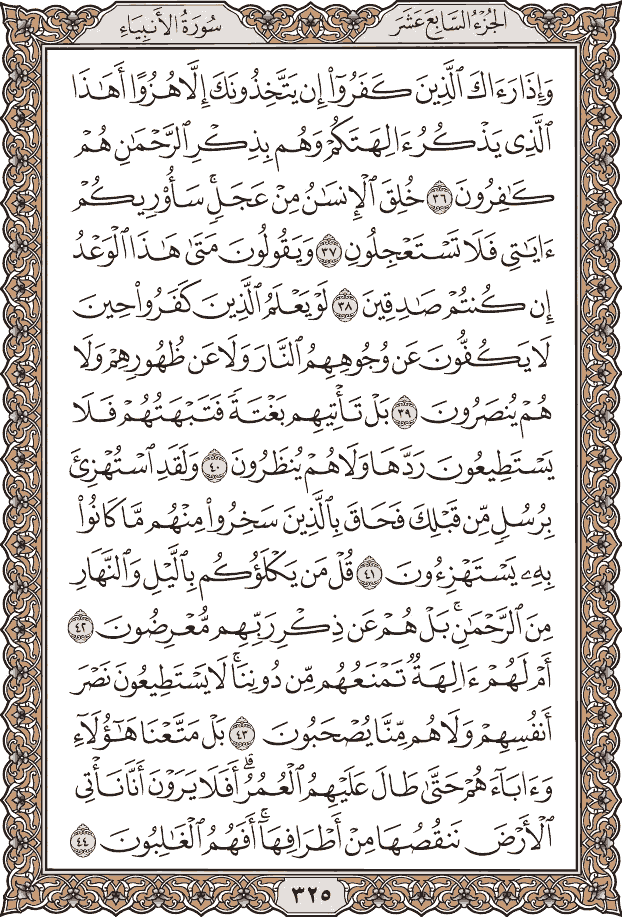 الجُزْءُ السَّابِعَ عَشَرَ سُورَةُ الأَنبِيَاءِ
وَإِذَا رَءَاكَ ٱلَّذِينَ كَفَرُوٓاْ إِن يَتَّخِذُونَكَ إِلَّا هُزُوًا أَهَٰذَا
ٱلَّذِي يَذۡكُرُ ءَالِهَتَكُمۡ وَهُم بِذِكۡرِ ٱلرَّحۡمَٰنِ هُمۡ
كَٰفِرُونَ ٣٦ خُلِقَ ٱلۡإِنسَٰنُ مِنۡ عَجَلٖۚ سَأُوْرِيكُمۡ
ءَايَٰتِي فَلَا تَسۡتَعۡجِلُونِ ٣٧ وَيَقُولُونَ مَتَىٰ هَٰذَا ٱلۡوَعۡدُ
إِن كُنتُمۡ صَٰدِقِينَ ٣٨ لَوۡ يَعۡلَمُ ٱلَّذِينَ كَفَرُواْ حِينَ
لَا يَكُفُّونَ عَن وُجُوهِهِمُ ٱلنَّارَ وَلَا عَن ظُهُورِهِمۡ وَلَا
هُمۡ يُنصَرُونَ ٣٩ بَلۡ تَأۡتِيهِم بَغۡتَةٗ فَتَبۡهَتُهُمۡ فَلَا
يَسۡتَطِيعُونَ رَدَّهَا وَلَا هُمۡ يُنظَرُونَ ٤٠ وَلَقَدِ ٱسۡتُهۡزِئَ
بِرُسُلٖ مِّن قَبۡلِكَ فَحَاقَ بِٱلَّذِينَ سَخِرُواْ مِنۡهُم مَّا كَانُواْ
بِهِۦ يَسۡتَهۡزِءُونَ ٤١ قُلۡ مَن يَكۡلَؤُكُم بِٱلَّيۡلِ وَٱلنَّهَارِ
مِنَ ٱلرَّحۡمَٰنِۚ بَلۡ هُمۡ عَن ذِكۡرِ رَبِّهِم مُّعۡرِضُونَ ٤٢
أَمۡ لَهُمۡ ءَالِهَةٞ تَمۡنَعُهُم مِّن دُونِنَاۚ لَا يَسۡتَطِيعُونَ نَصۡرَ
أَنفُسِهِمۡ وَلَا هُم مِّنَّا يُصۡحَبُونَ ٤٣ بَلۡ مَتَّعۡنَا هَٰٓؤُلَآءِ
وَءَابَآءَهُمۡ حَتَّىٰ طَالَ عَلَيۡهِمُ ٱلۡعُمُرُۗ أَفَلَا يَرَوۡنَ أَنَّا نَأۡتِي
ٱلۡأَرۡضَ نَنقُصُهَا مِنۡ أَطۡرَافِهَآۚ أَفَهُمُ ٱلۡغَٰلِبُونَ ٤٤
٣٢٥